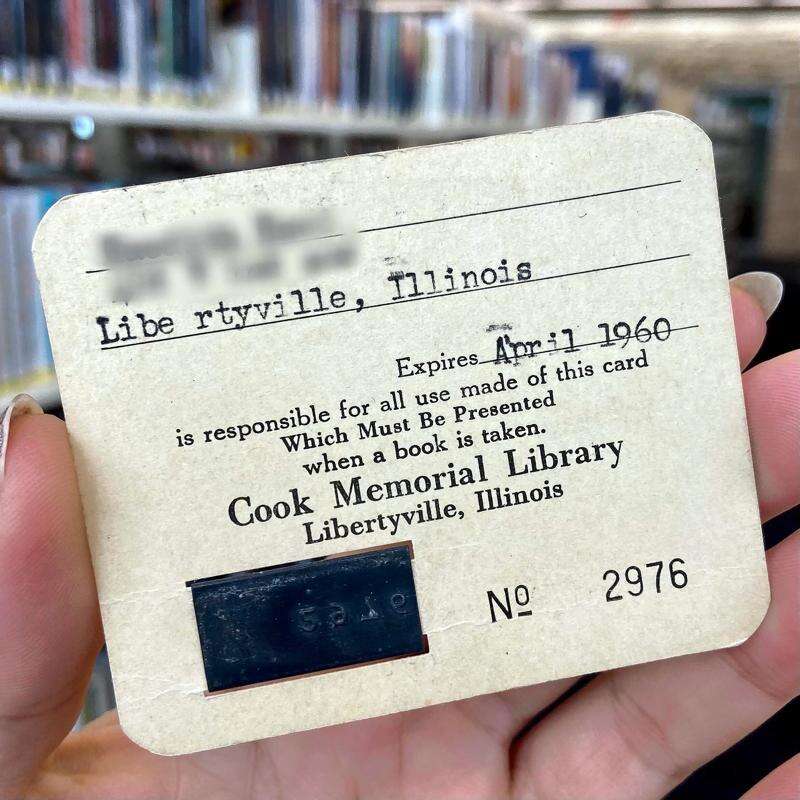 Libe rtyville, Illinois
Expires April 1960
is responsible for all use made of this card
Which Must Be Presented
when a book is taken.
Cook Memorial Library
Libertyville, Illinois
Nº 2976